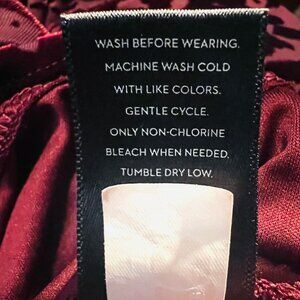 WASH BEFORE WEARING.
MACHINE WASH COLD
WITH LIKE COLORS.
GENTLE CYCLE.
ONLY NON-CHLORINE
BLEACH WHEN NEEDED.
TUMBLE DRY LOW.